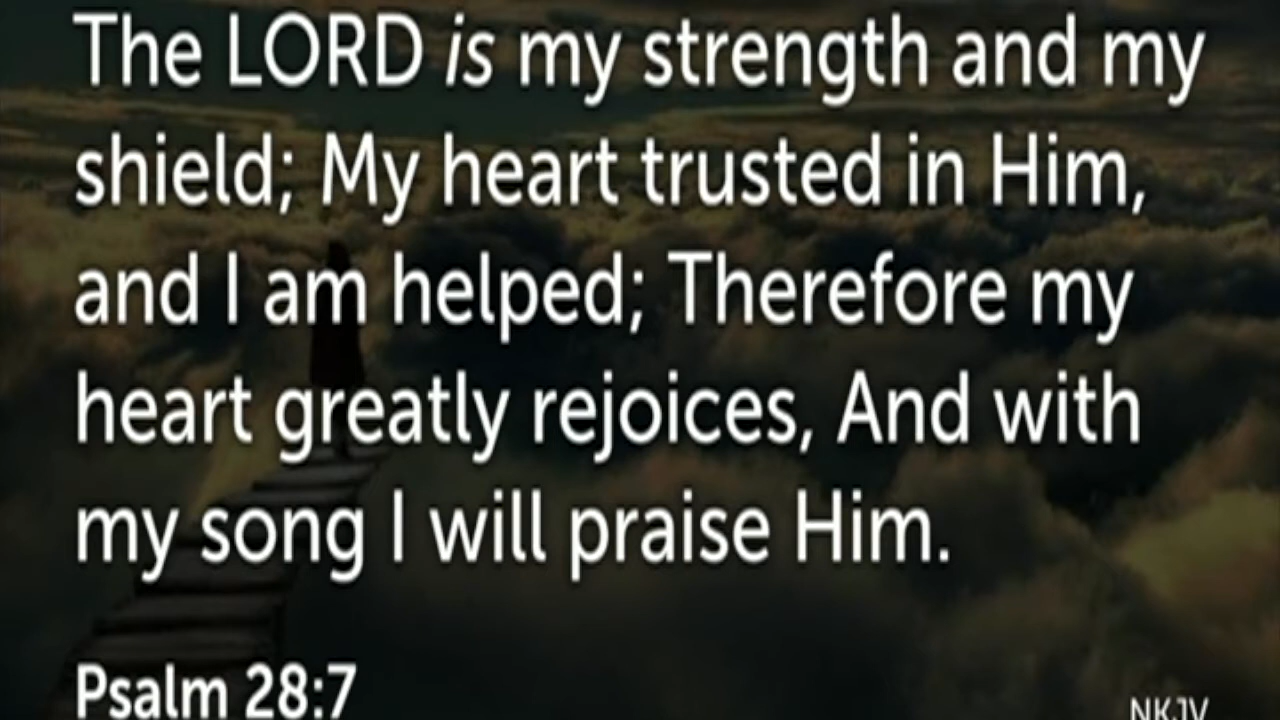 The LORD is my strength and my
shield; My heart trusted in Him,
and I am helped; Therefore my
heart greatly rejoices, And with
my song I will praise Him.
Psalm 28:7
NKJV